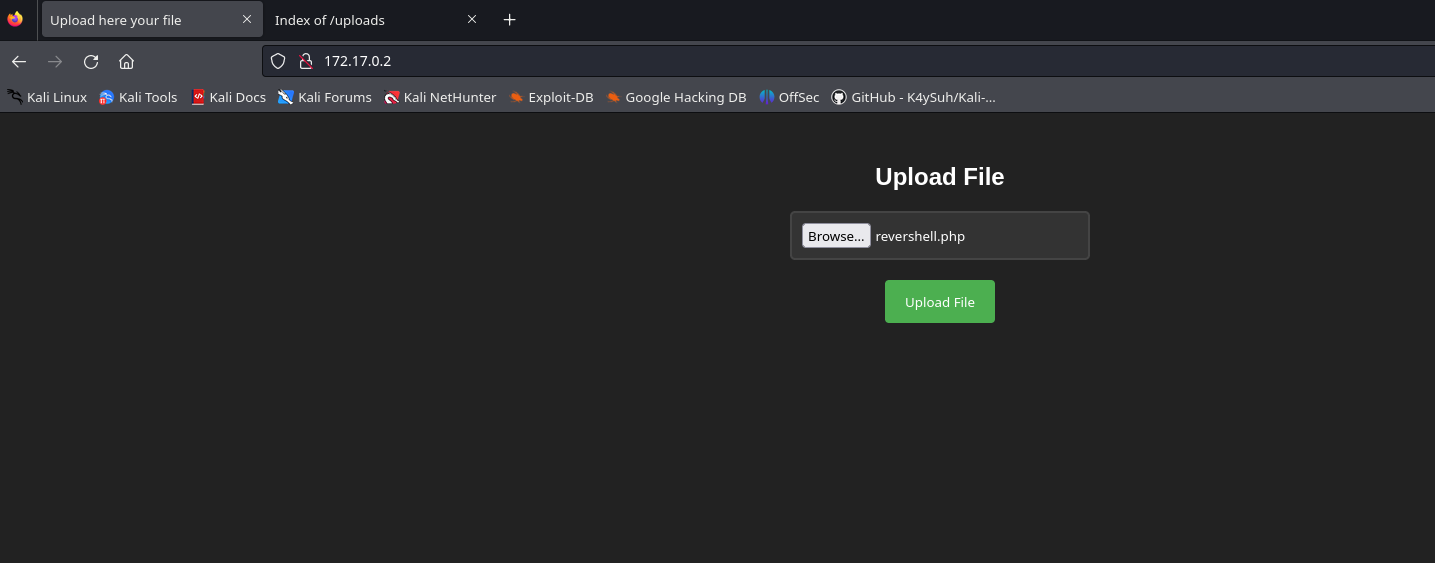 Upload here your file
Index of /uploads
172.17.0.2
Kali Linux Kali Tools Kali Docs Kali Forums Kali NetHunter Exploit-DB Google Hacking DB OffSec GitHub - K4ySuh/Kali-...
Upload File
Browse... revershell.php
Upload File